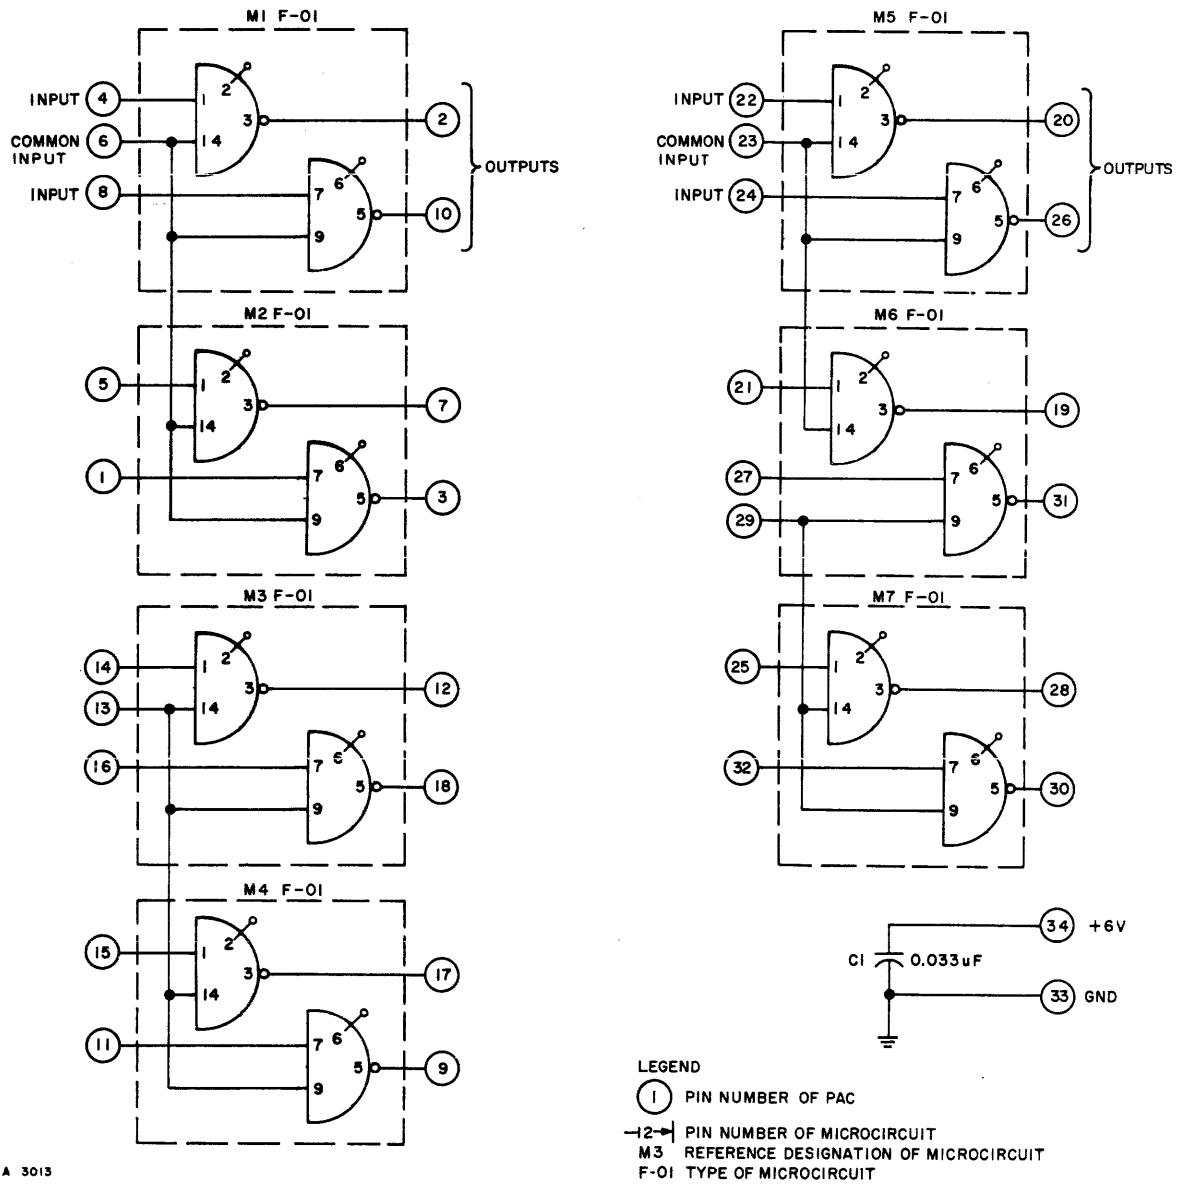 M1 F-01
INPUT 4 1 2 3 2
COMMON INPUT 6 14
INPUT 8 7 6 5 10
9
OUTPUTS
M2 F-01
5 1 2 3 7
14
1 7 6 5 3
9
M3 F-01
14 1 2 3 12
13 14
16 7 6 5 18
9
M4 F-01
15 1 2 3 17
14
11 7 6 5 9
9
M5 F-01
INPUT 22 1 2 3 20
COMMON INPUT 23 14
INPUT 24 7 6 5 26
9
OUTPUTS
M6 F-01
21 1 2 3 19
14
27 7 6 5 31
29 9
M7 F-01
25 1 2 3 28
14
32 7 6 5 30
9
34 +6V
C1 0.033uF
33 GND
LEGEND
1 PIN NUMBER OF PAC
12 PIN NUMBER OF MICROCIRCUIT
M3 REFERENCE DESIGNATION OF MICROCIRCUIT
F-01 TYPE OF MICROCIRCUIT
A 3013